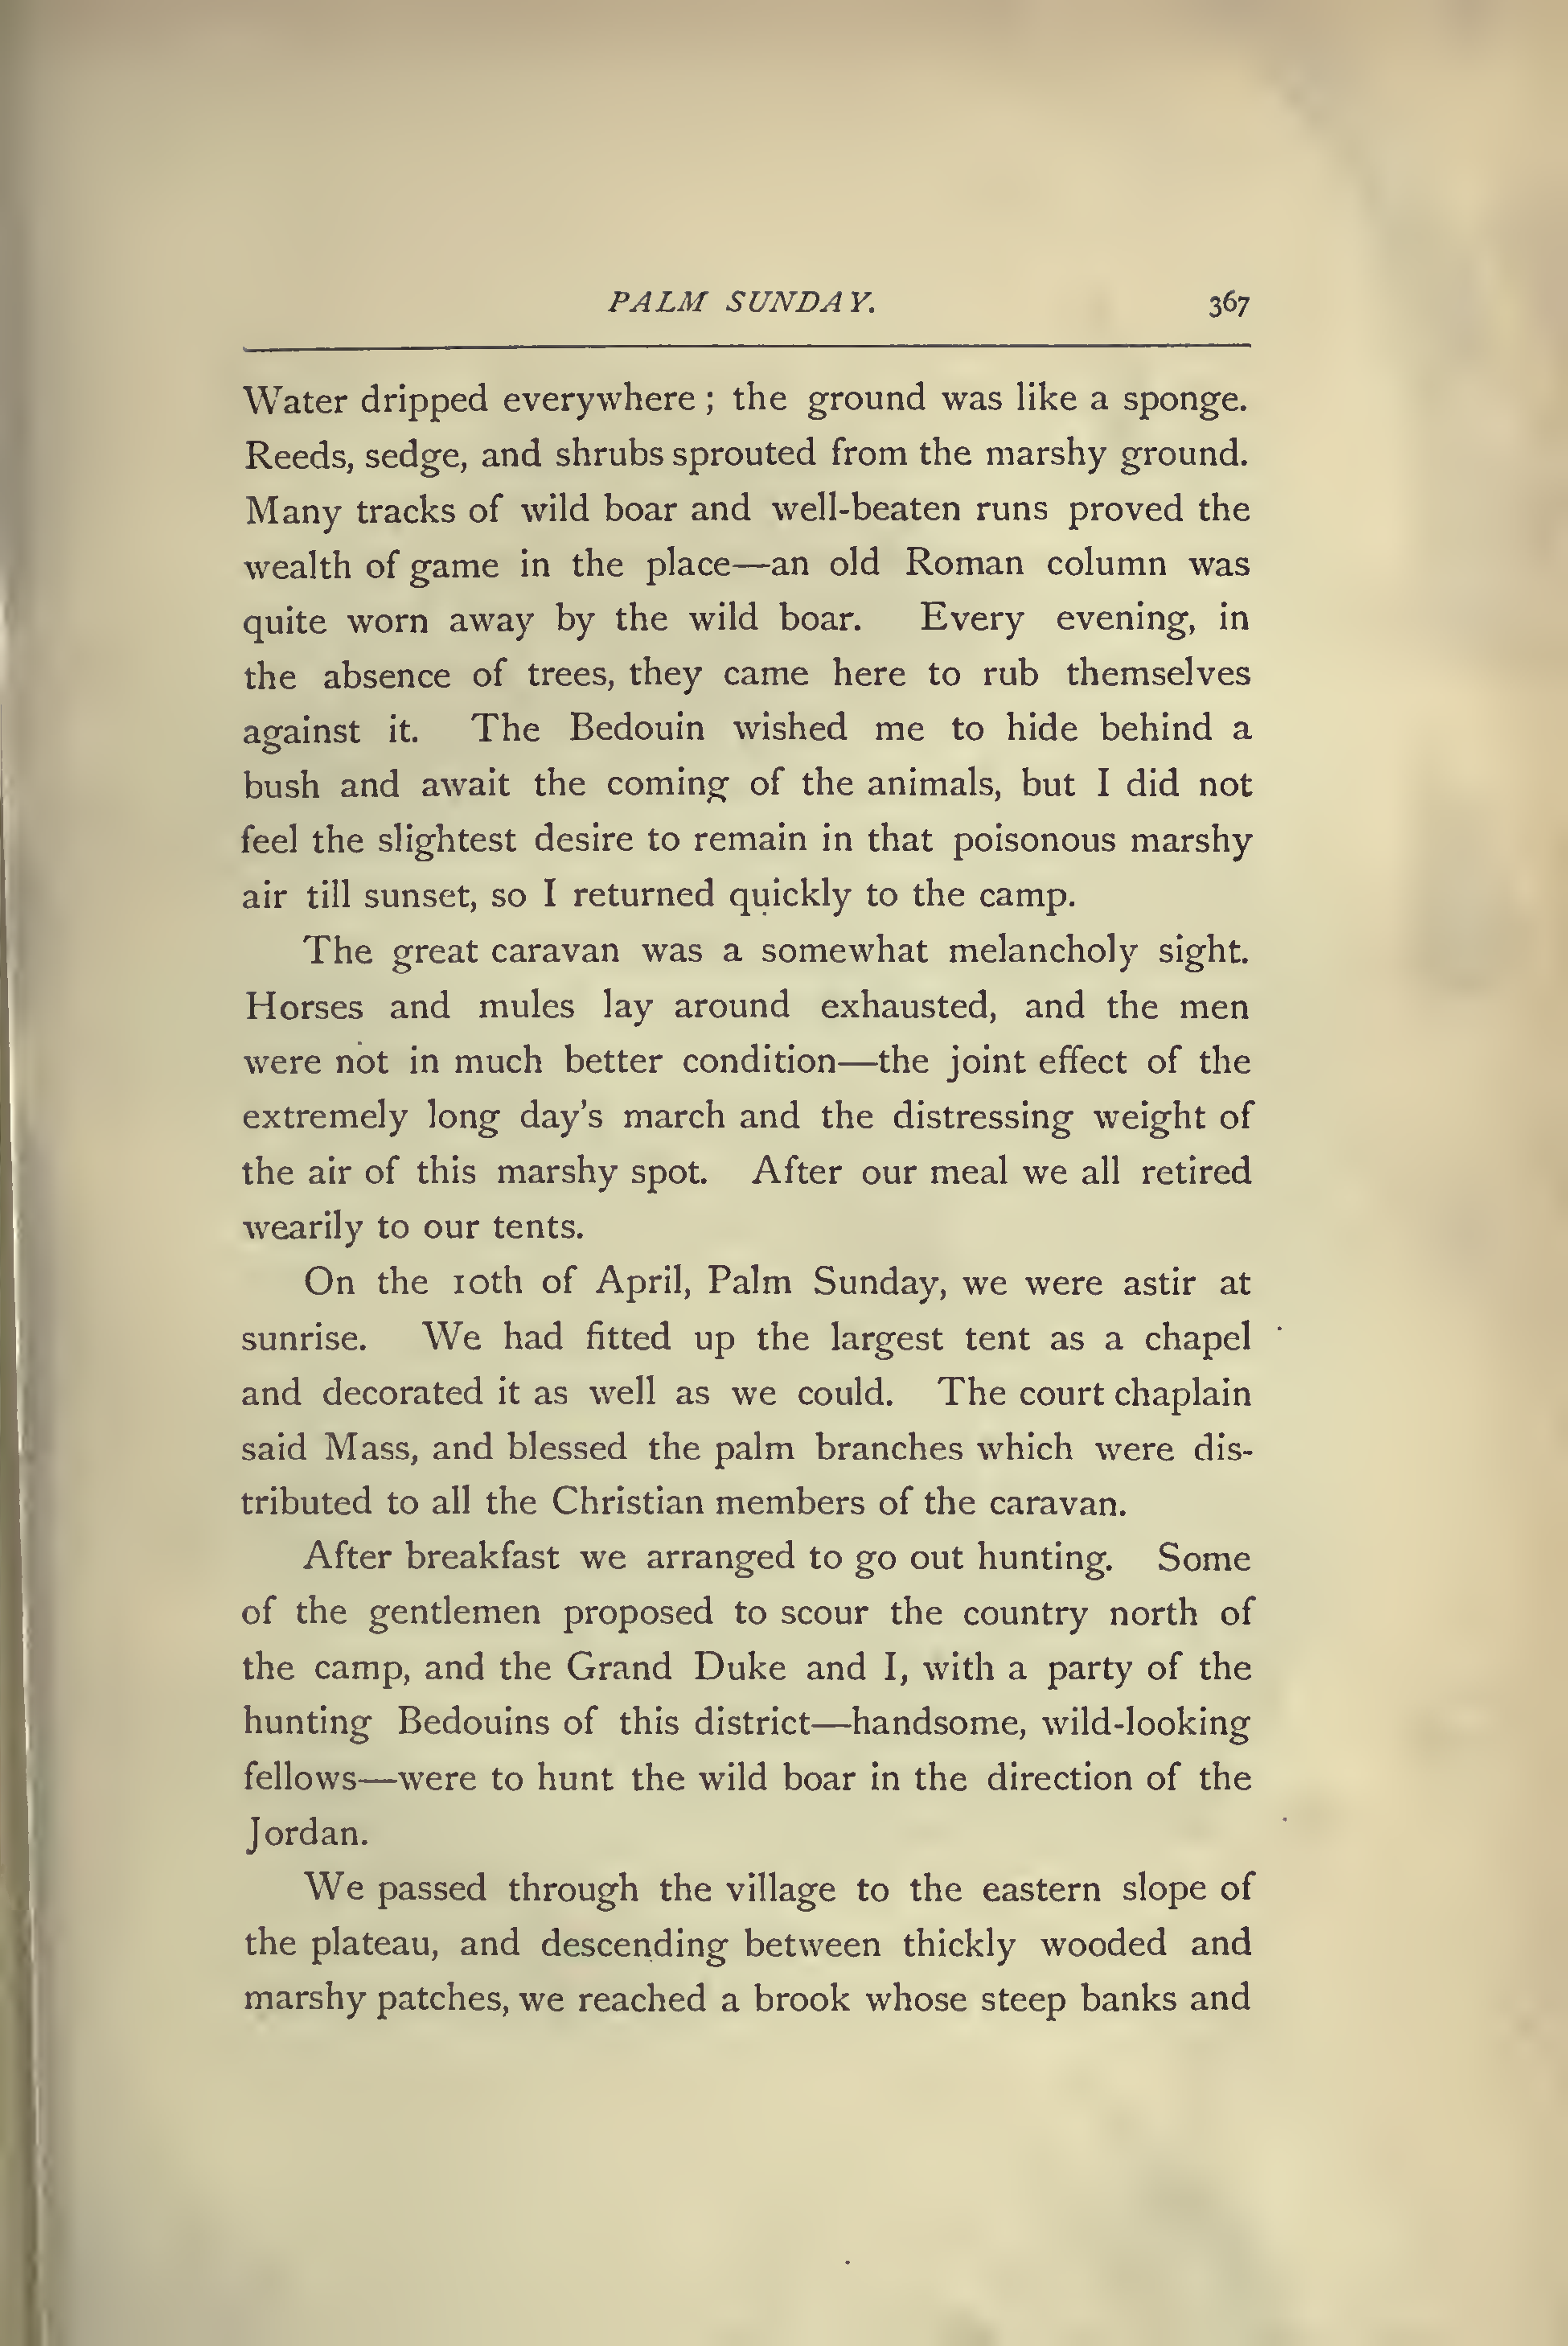 PALM SUNDAY. 367
Water dripped everywhere ; the ground was like a sponge.
Reeds, sedge, and shrubs sprouted from the marshy ground.
Many tracks of wild boar and well-beaten runs proved the
wealth of game in the place—an old Roman column was
quite worn away by the wild boar. Every evening, in
the absence of trees, they came here to rub themselves
against it. The Bedouin wished me to hide behind a
bush and await the coming of the animals, but I did not
feel the slightest desire to remain in that poisonous marshy
air till sunset, so I returned quickly to the camp.
The great caravan was a somewhat melancholy sight.
Horses and mules lay around exhausted, and the men
were not in much better condition—the joint effect of the
extremely long day's march and the distressing weight of
the air of this marshy spot. After our meal we all retired
wearily to our tents.
On the 10th of April, Palm Sunday, we were astir at
sunrise. We had fitted up the largest tent as a chapel
and decorated it as well as we could. The court chaplain
said Mass, and blessed the palm branches which were dis-
tributed to all the Christian members of the caravan.
After breakfast we arranged to go out hunting. Some
of the gentlemen proposed to scour the country north of
the camp, and the Grand Duke and I, with a party of the
hunting Bedouins of this district—handsome, wild-looking
fellows—were to hunt the wild boar in the direction of the
Jordan.
We passed through the village to the eastern slope of
the plateau, and descending between thickly wooded and
marshy patches, we reached a brook whose steep banks and